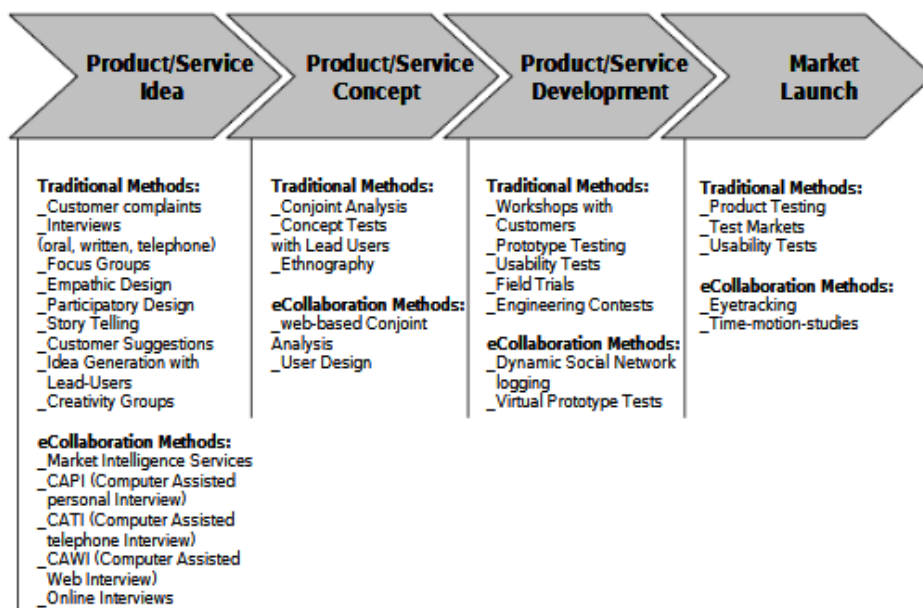 Product/Service
Idea
Product/Service
Concept
Product/Service
Development
Market
Launch
Traditional Methods:
_Customer complaints
_Interviews
(oral, written, telephone)
_Focus Groups
_Empathic Design
_Participatory Design
_Story Telling
_Customer Suggestions
_Idea Generation with
Lead-Users
_Creativity Groups
eCollaboration Methods:
_Market Intelligence Services
_CAPI (Computer Assisted
personal Interview)
_CATI (Computer Assisted
telephone Interview)
_CAWI (Computer Assisted
Web Interview)
_Online Interviews
Traditional Methods:
_Conjoint Analysis
_Concept Tests
with Lead Users
_Ethnography
eCollaboration Methods:
_web-based Conjoint
Analysis
_User Design
Traditional Methods:
_Workshops with
Customers
_Prototype Testing
_Usability Tests
_Field Trials
_Engineering Contests
eCollaboration Methods:
_Dynamic Social Network
logging
_Virtual Prototype Tests
Traditional Methods:
_Product Testing
_Test Markets
_Usability Tests
eCollaboration Methods:
_Eyetracking
_Time-motion-studies